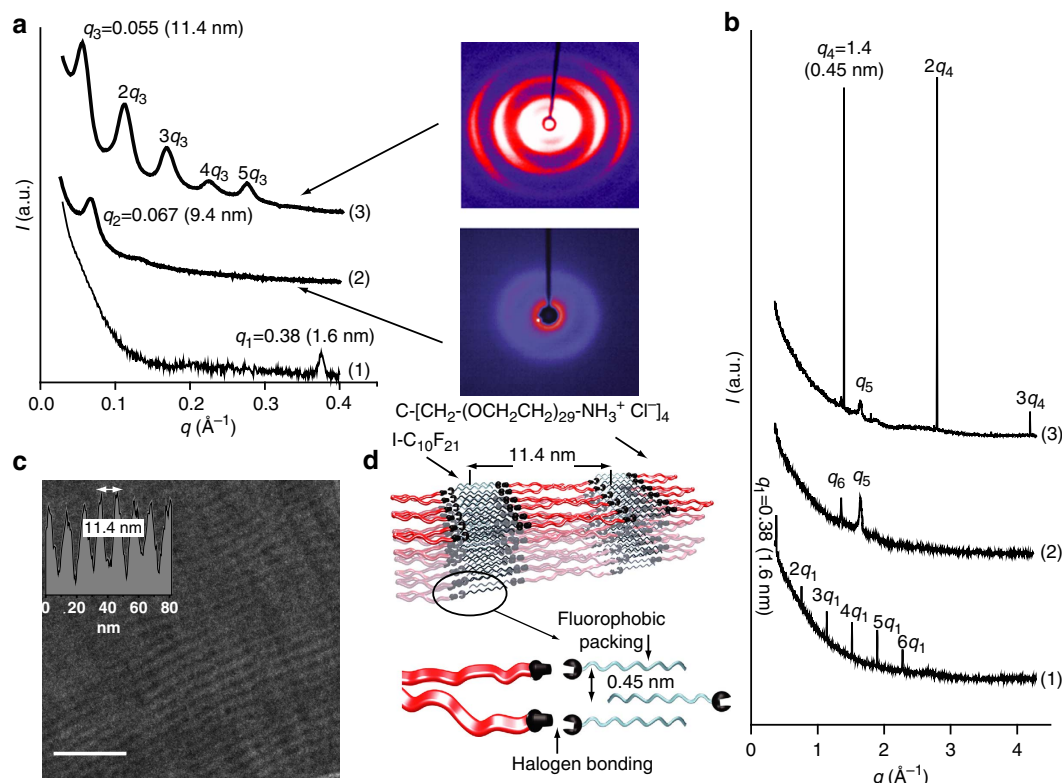 a
q3=0.055 (11.4 nm)
2q3
3q3
4q3
5q3
(3)
q2=0.067 (9.4 nm)
(2)
q1=0.38 (1.6 nm)
(1)
I (a.u.)
0.0 0.1 0.2 0.3 0.4
q (Å⁻¹)
b
q4=1.4
(0.45 nm)
2q4
3q4
q5
(3)
q6
q5
(2)
q1=0.38 (1.6 nm)
2q1
3q1
4q1
5q1
6q1
(1)
I (a.u.)
0 1 2 3 4
q (Å⁻¹)
c
11.4 nm
0 20 40 60 80
nm
d
C-[CH2-(OCH2CH2)29-NH3⁺ Cl⁻]4
I-C10F21
11.4 nm
Fluorophobic
packing
0.45 nm
Halogen bonding